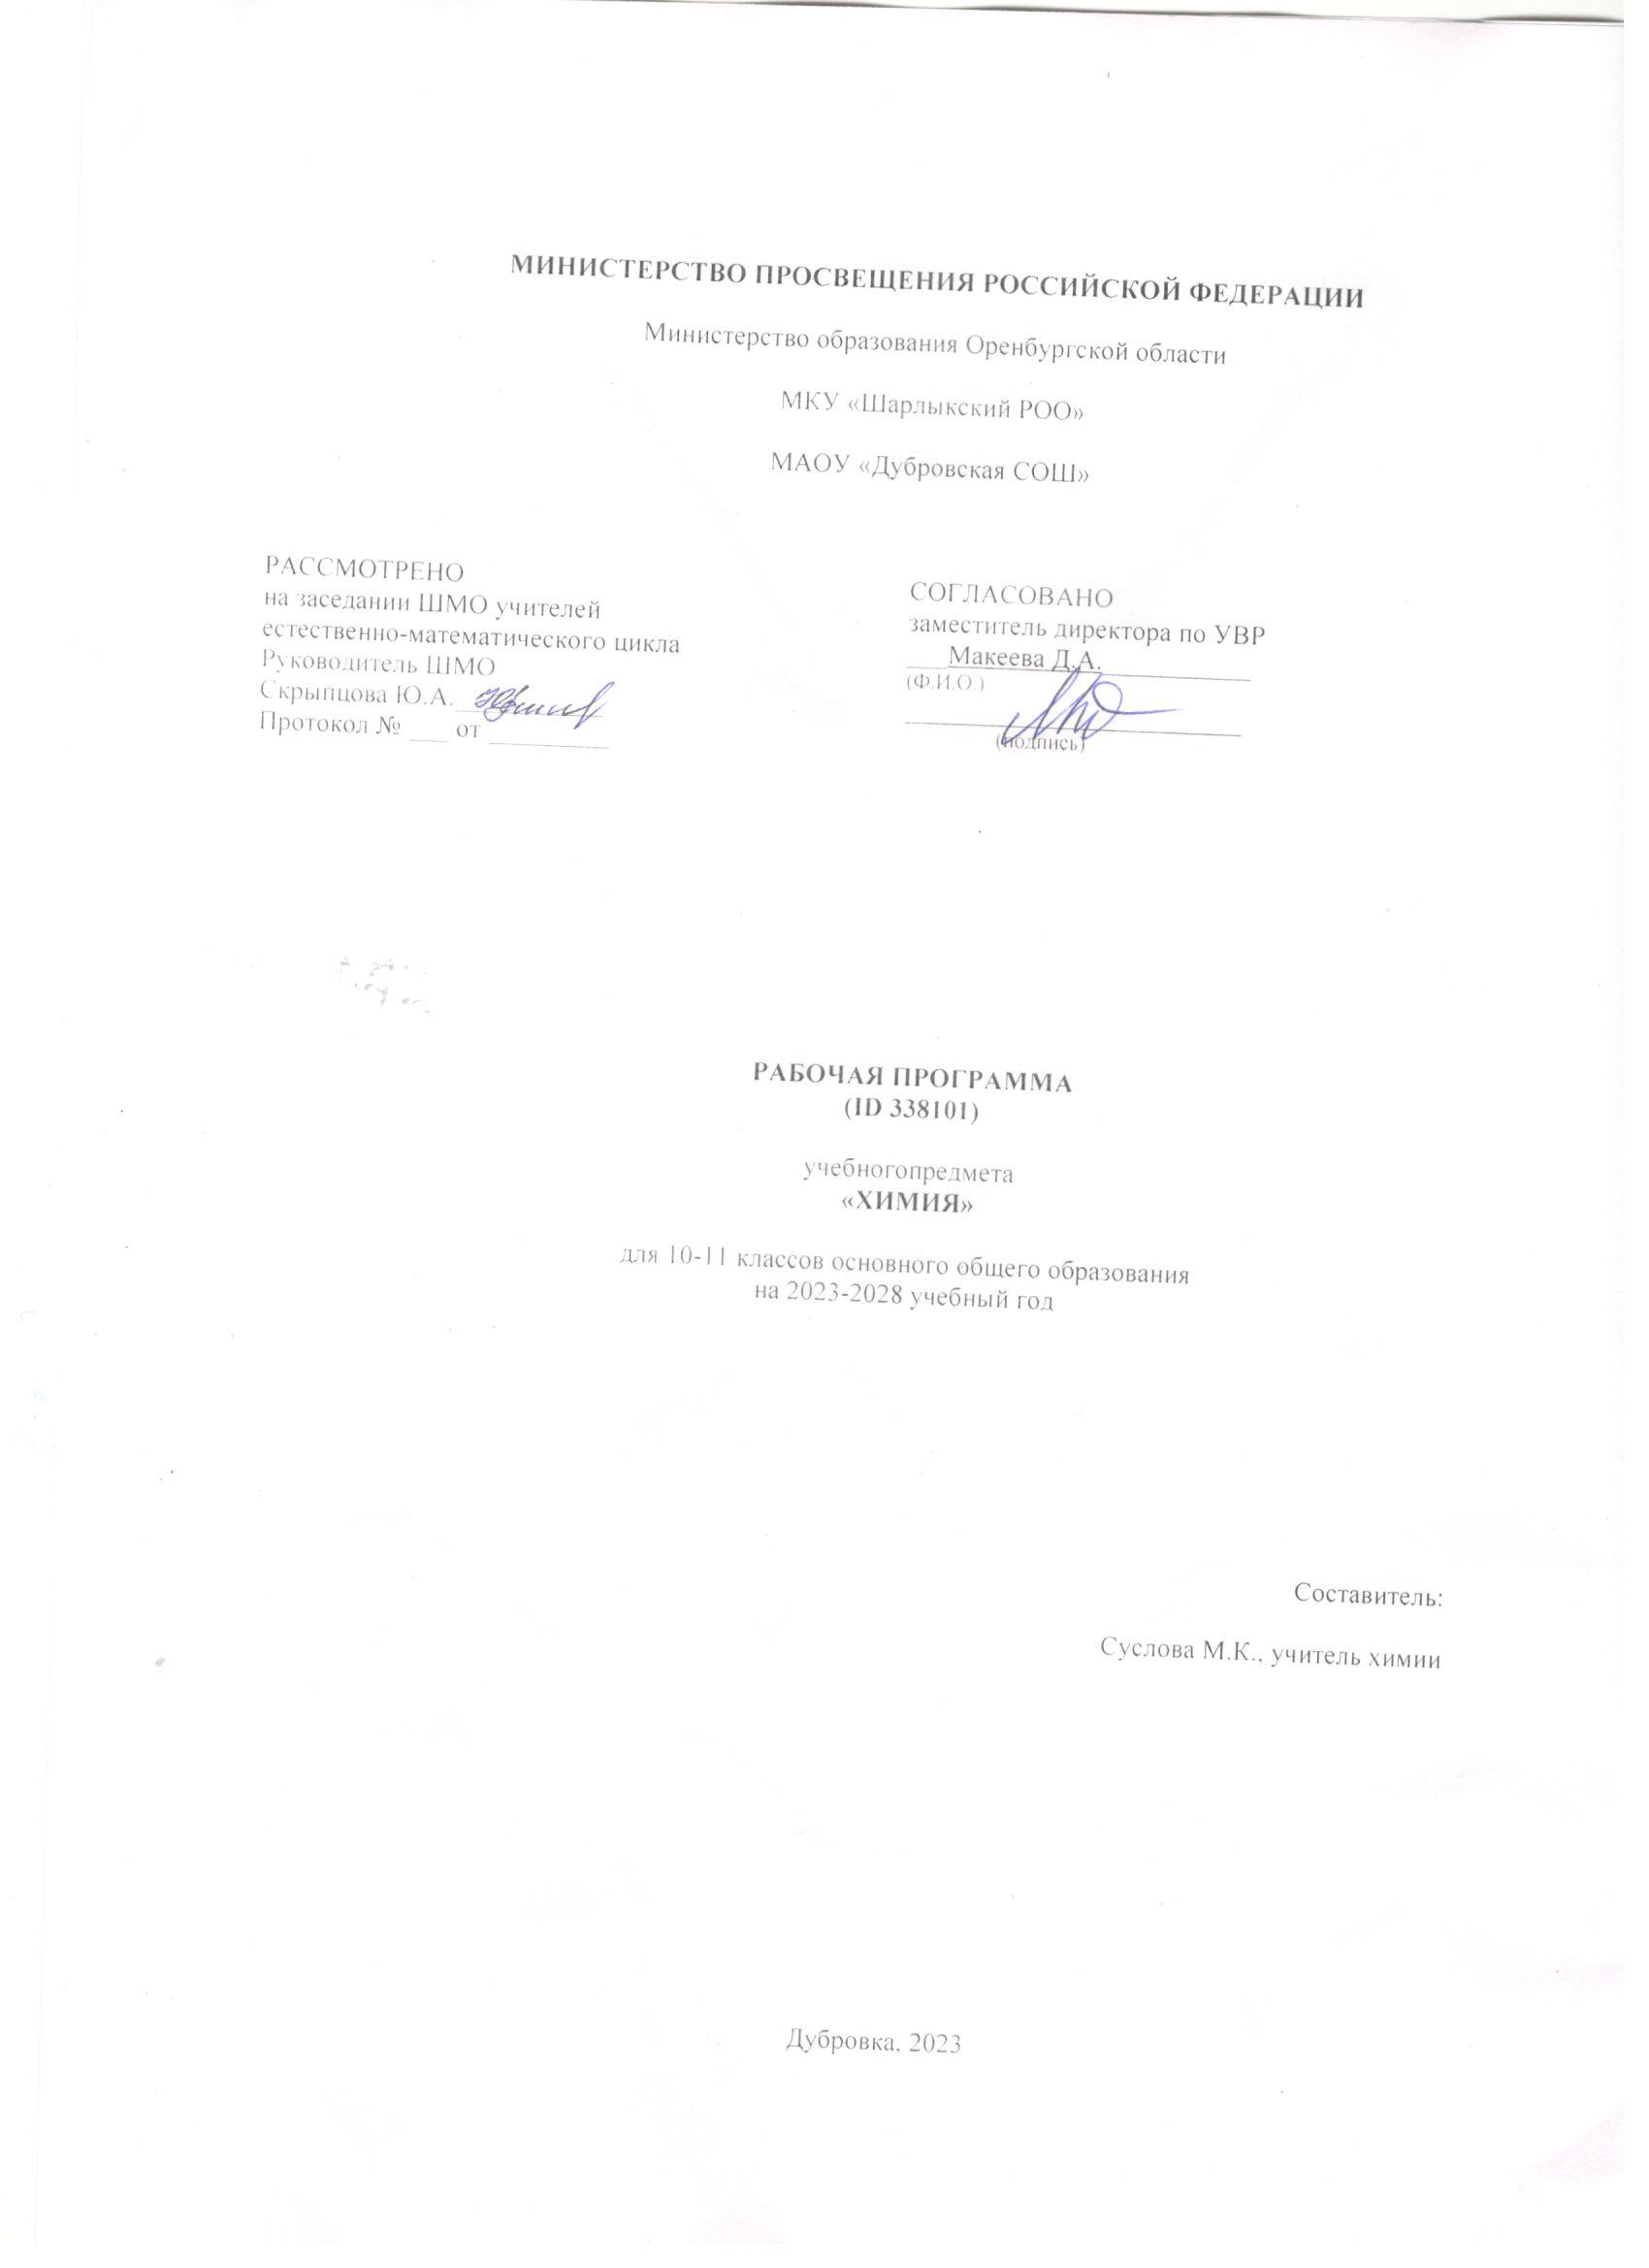 МИНИСТЕРСТВО ПРОСВЕЩЕНИЯ РОССИЙСКОЙ ФЕДЕРАЦИИ
Министерство образования Оренбургской области
МКУ «Шарлыкский РОО»
МАОУ «Дубровская СОШ»
РАССМОТРЕНО
на заседании ШМО учителей
естественно-математического цикла
Руководитель ШМО
Скрыпцова Ю.А.
Протокол № ___ от _________
СОГЛАСОВАНО
заместитель директора по УВР
Макеева Д.А.
(Ф.И.О.)
(подпись)
РАБОЧАЯ ПРОГРАММА
(ID 338101)
учебногопредмета
«ХИМИЯ»
для 10-11 классов основного общего образования
на 2023-2028 учебный год
Составитель:
Суслова М.К., учитель химии
Дубровка, 2023